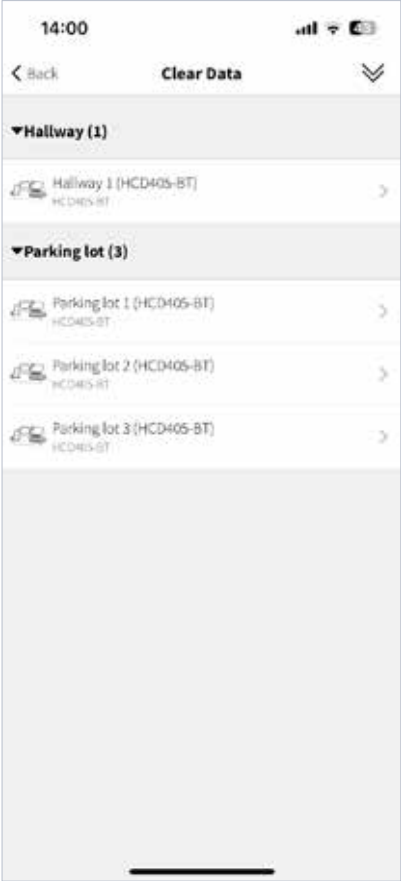 14:00
Back
Clear Data
▼Hallway (1)
Hallway 1 (HCD405-BT)
HCD405-BT
▼Parking lot (3)
Parking lot 1 (HCD405-BT)
HCD405-BT
Parking lot 2 (HCD405-BT)
HCD405-BT
Parking lot 3 (HCD405-BT)
HCD405-BT